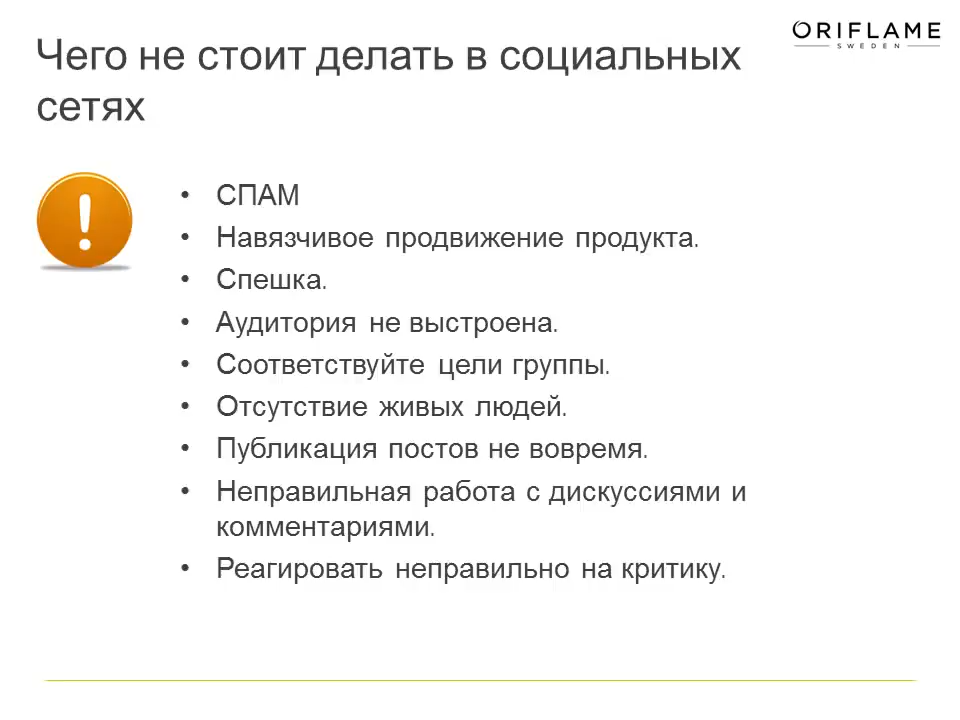 Чего не стоит делать в социальных
сетях
ORIFLAME
SWEDEN
• СПАМ
• Навязчивое продвижение продукта.
• Спешка.
• Аудитория не выстроена.
• Соответствуйте цели группы.
• Отсутствие живых людей.
• Публикация постов не вовремя.
• Неправильная работа с дискуссиями и
комментариями.
• Реагировать неправильно на критику.